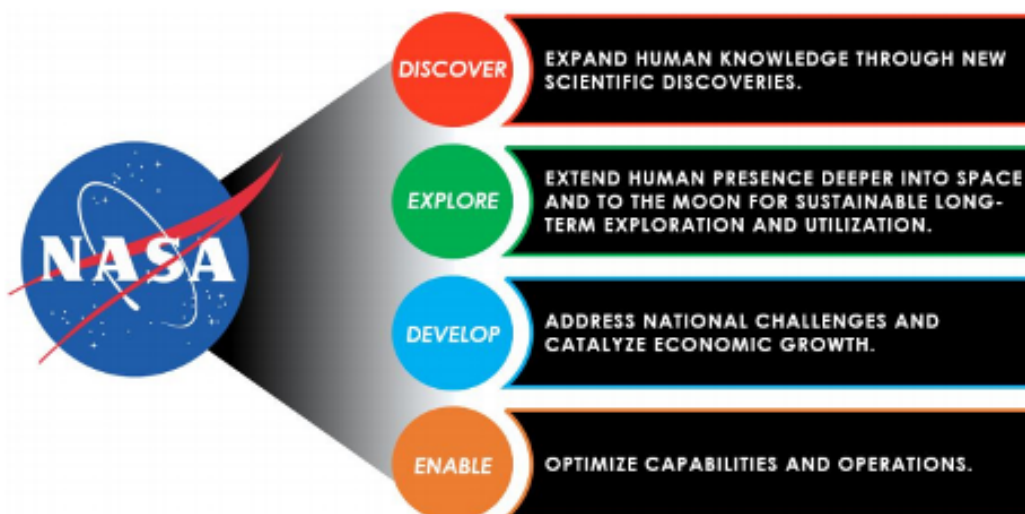 NASA
DISCOVER
EXPAND HUMAN KNOWLEDGE THROUGH NEW
SCIENTIFIC DISCOVERIES.
EXPLORE
EXTEND HUMAN PRESENCE DEEPER INTO SPACE
AND TO THE MOON FOR SUSTAINABLE LONG-
TERM EXPLORATION AND UTILIZATION.
DEVELOP
ADDRESS NATIONAL CHALLENGES AND
CATALYZE ECONOMIC GROWTH.
ENABLE
OPTIMIZE CAPABILITIES AND OPERATIONS.